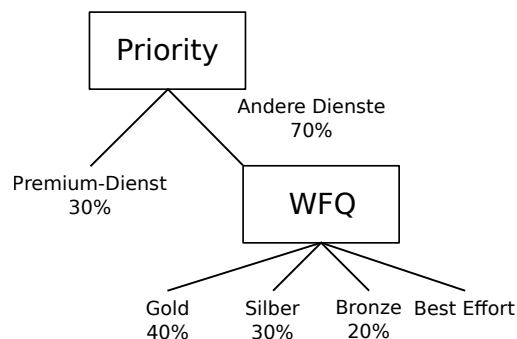 Priority
Andere Dienste
70%
Premium-Dienst
30%
WFQ
Gold
40%
Silber
30%
Bronze
20%
Best Effort